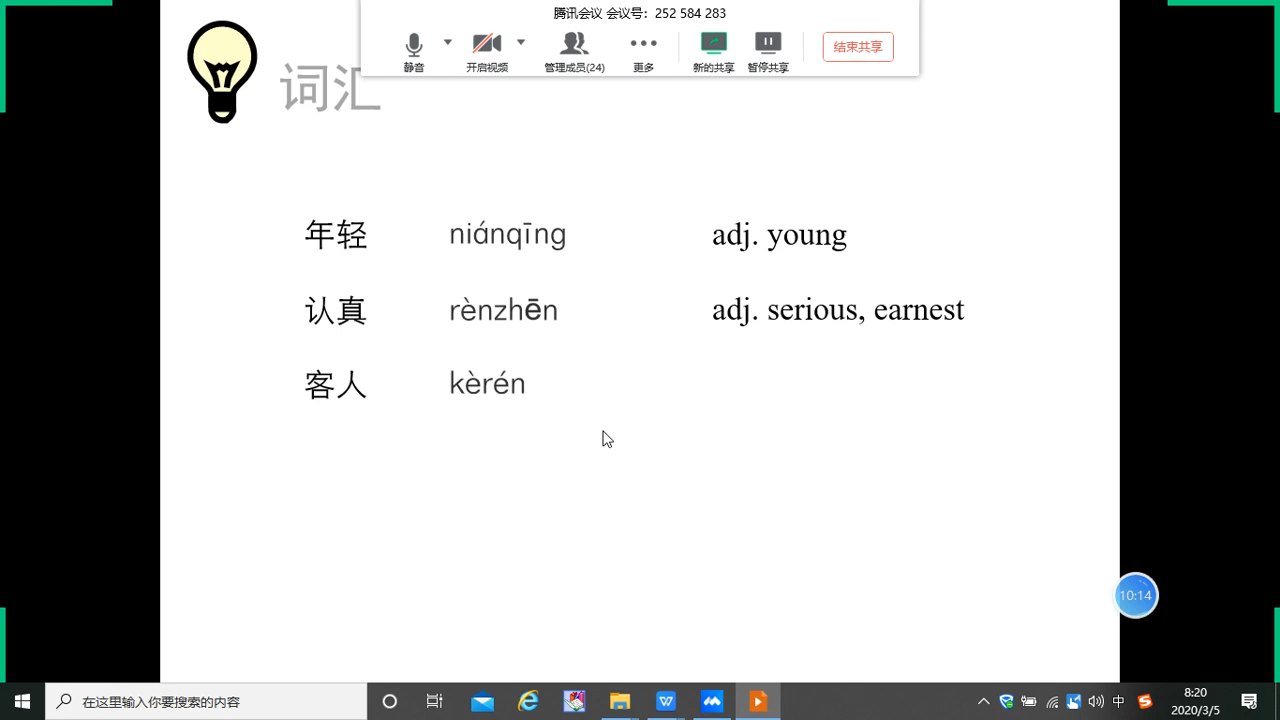 腾讯会议 会议号：252 584 283
静音 开启视频 管理成员(24) 更多 新的共享 暂停共享 结束共享
词汇
年轻 niánqīng adj. young
认真 rènzhēn adj. serious, earnest
客人 kèrén
10:14
在这里输入你要搜索的内容
中
8:20
2020/3/5